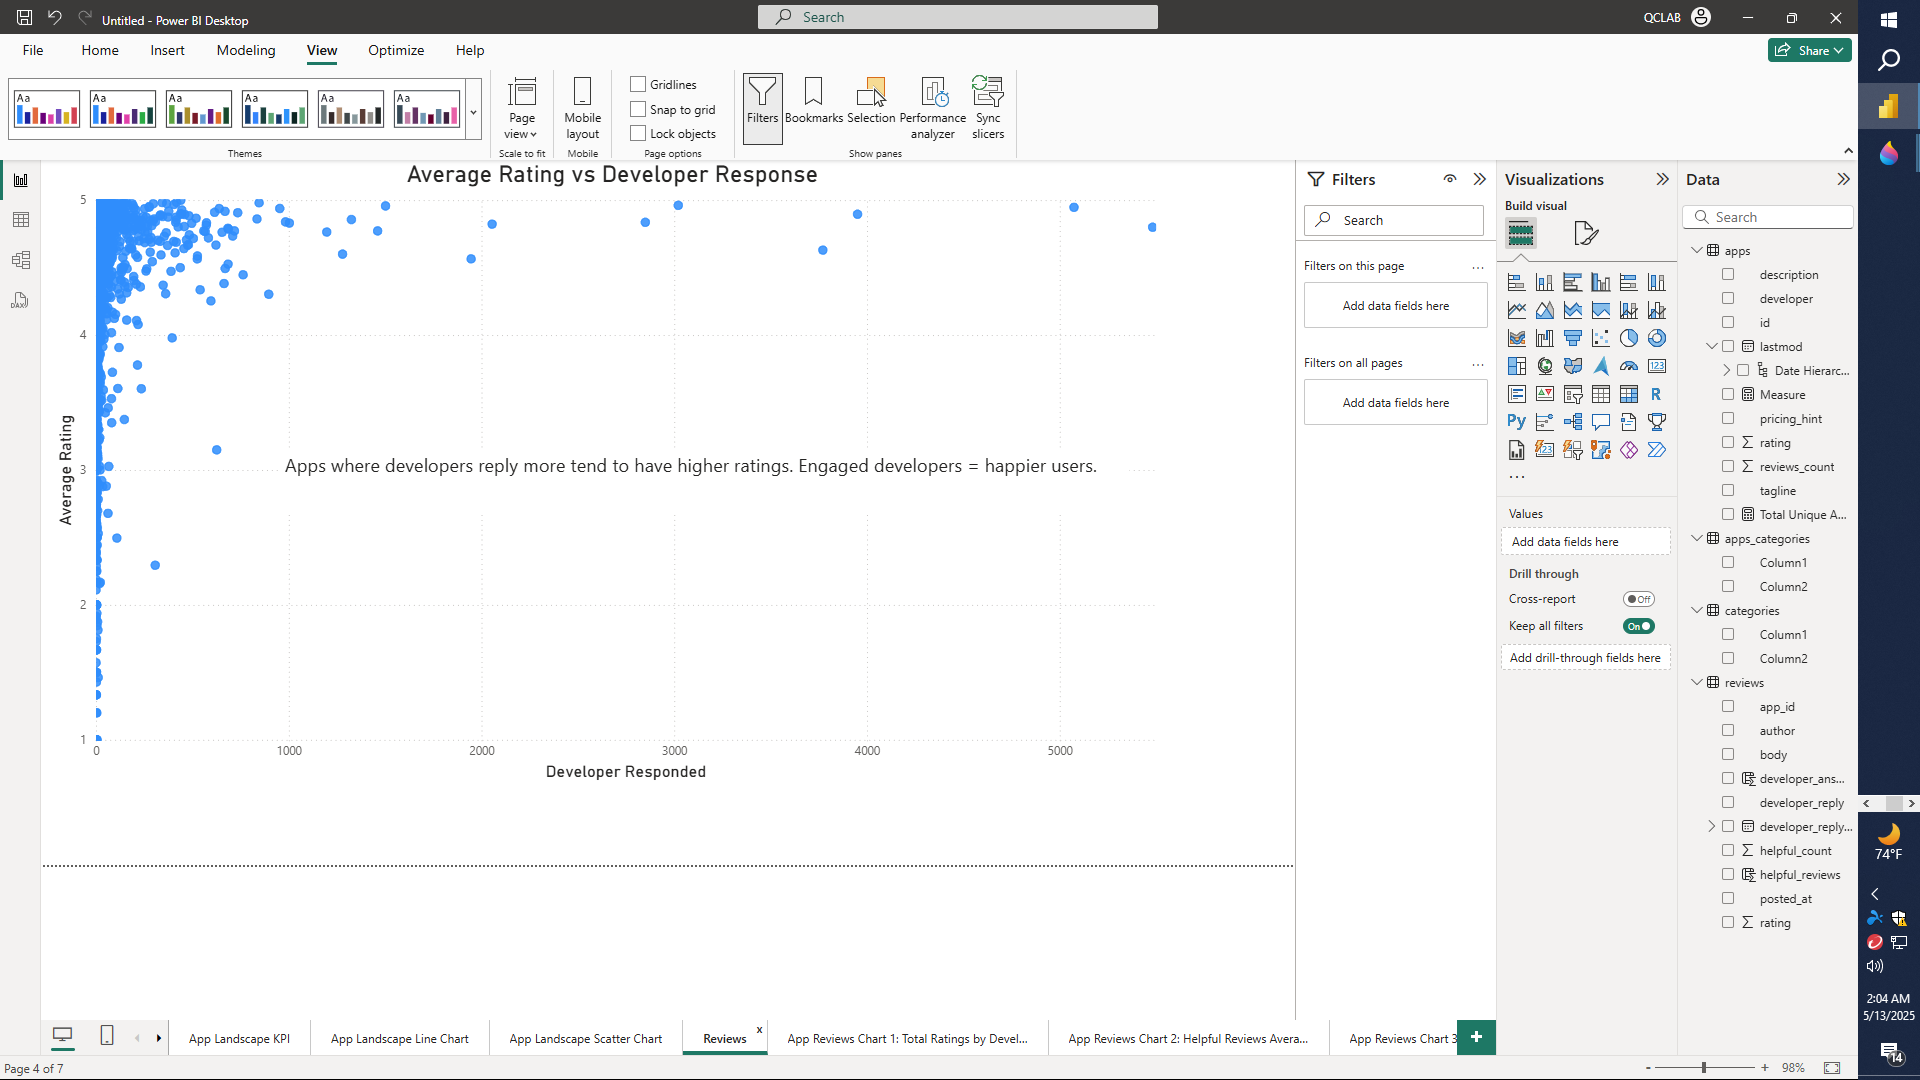 Untitled - Power BI Desktop
Search
QCLAB
File
Home
Insert
Modeling
View
Optimize
Help
Share
Aa
Aa
Aa
Aa
Aa
Aa
Page view
Mobile layout
Gridlines
Snap to grid
Lock objects
Filters
Bookmarks
Selection
Performance analyzer
Sync slicers
Themes
Scale to fit
Mobile
Page options
Show panes
Average Rating vs Developer Response
5
4
3
2
1
Average Rating
Apps where developers reply more tend to have higher ratings. Engaged developers = happier users.
0
1000
2000
3000
4000
5000
Developer Responded
Filters
Search
Filters on this page
...
Add data fields here
Filters on all pages
...
Add data fields here
Visualizations
Build visual
123
R
Py
123
...
Values
Add data fields here
Drill through
Cross-report
Off
Keep all filters
On
Add drill-through fields here
Data
Search
apps
description
developer
id
lastmod
Date Hierarc...
Measure
pricing_hint
rating
reviews_count
tagline
Total Unique A...
apps_categories
Column1
Column2
categories
Column1
Column2
reviews
app_id
author
body
developer_ans...
developer_reply
developer_reply...
helpful_count
helpful_reviews
posted_at
rating
DAX
App Landscape KPI
App Landscape Line Chart
App Landscape Scatter Chart
Reviews
x
App Reviews Chart 1: Total Ratings by Devel...
App Reviews Chart 2: Helpful Reviews Avera...
App Reviews Chart 3
+
Page 4 of 7
-
+
98%
74°F
2:04 AM
5/13/2025
14